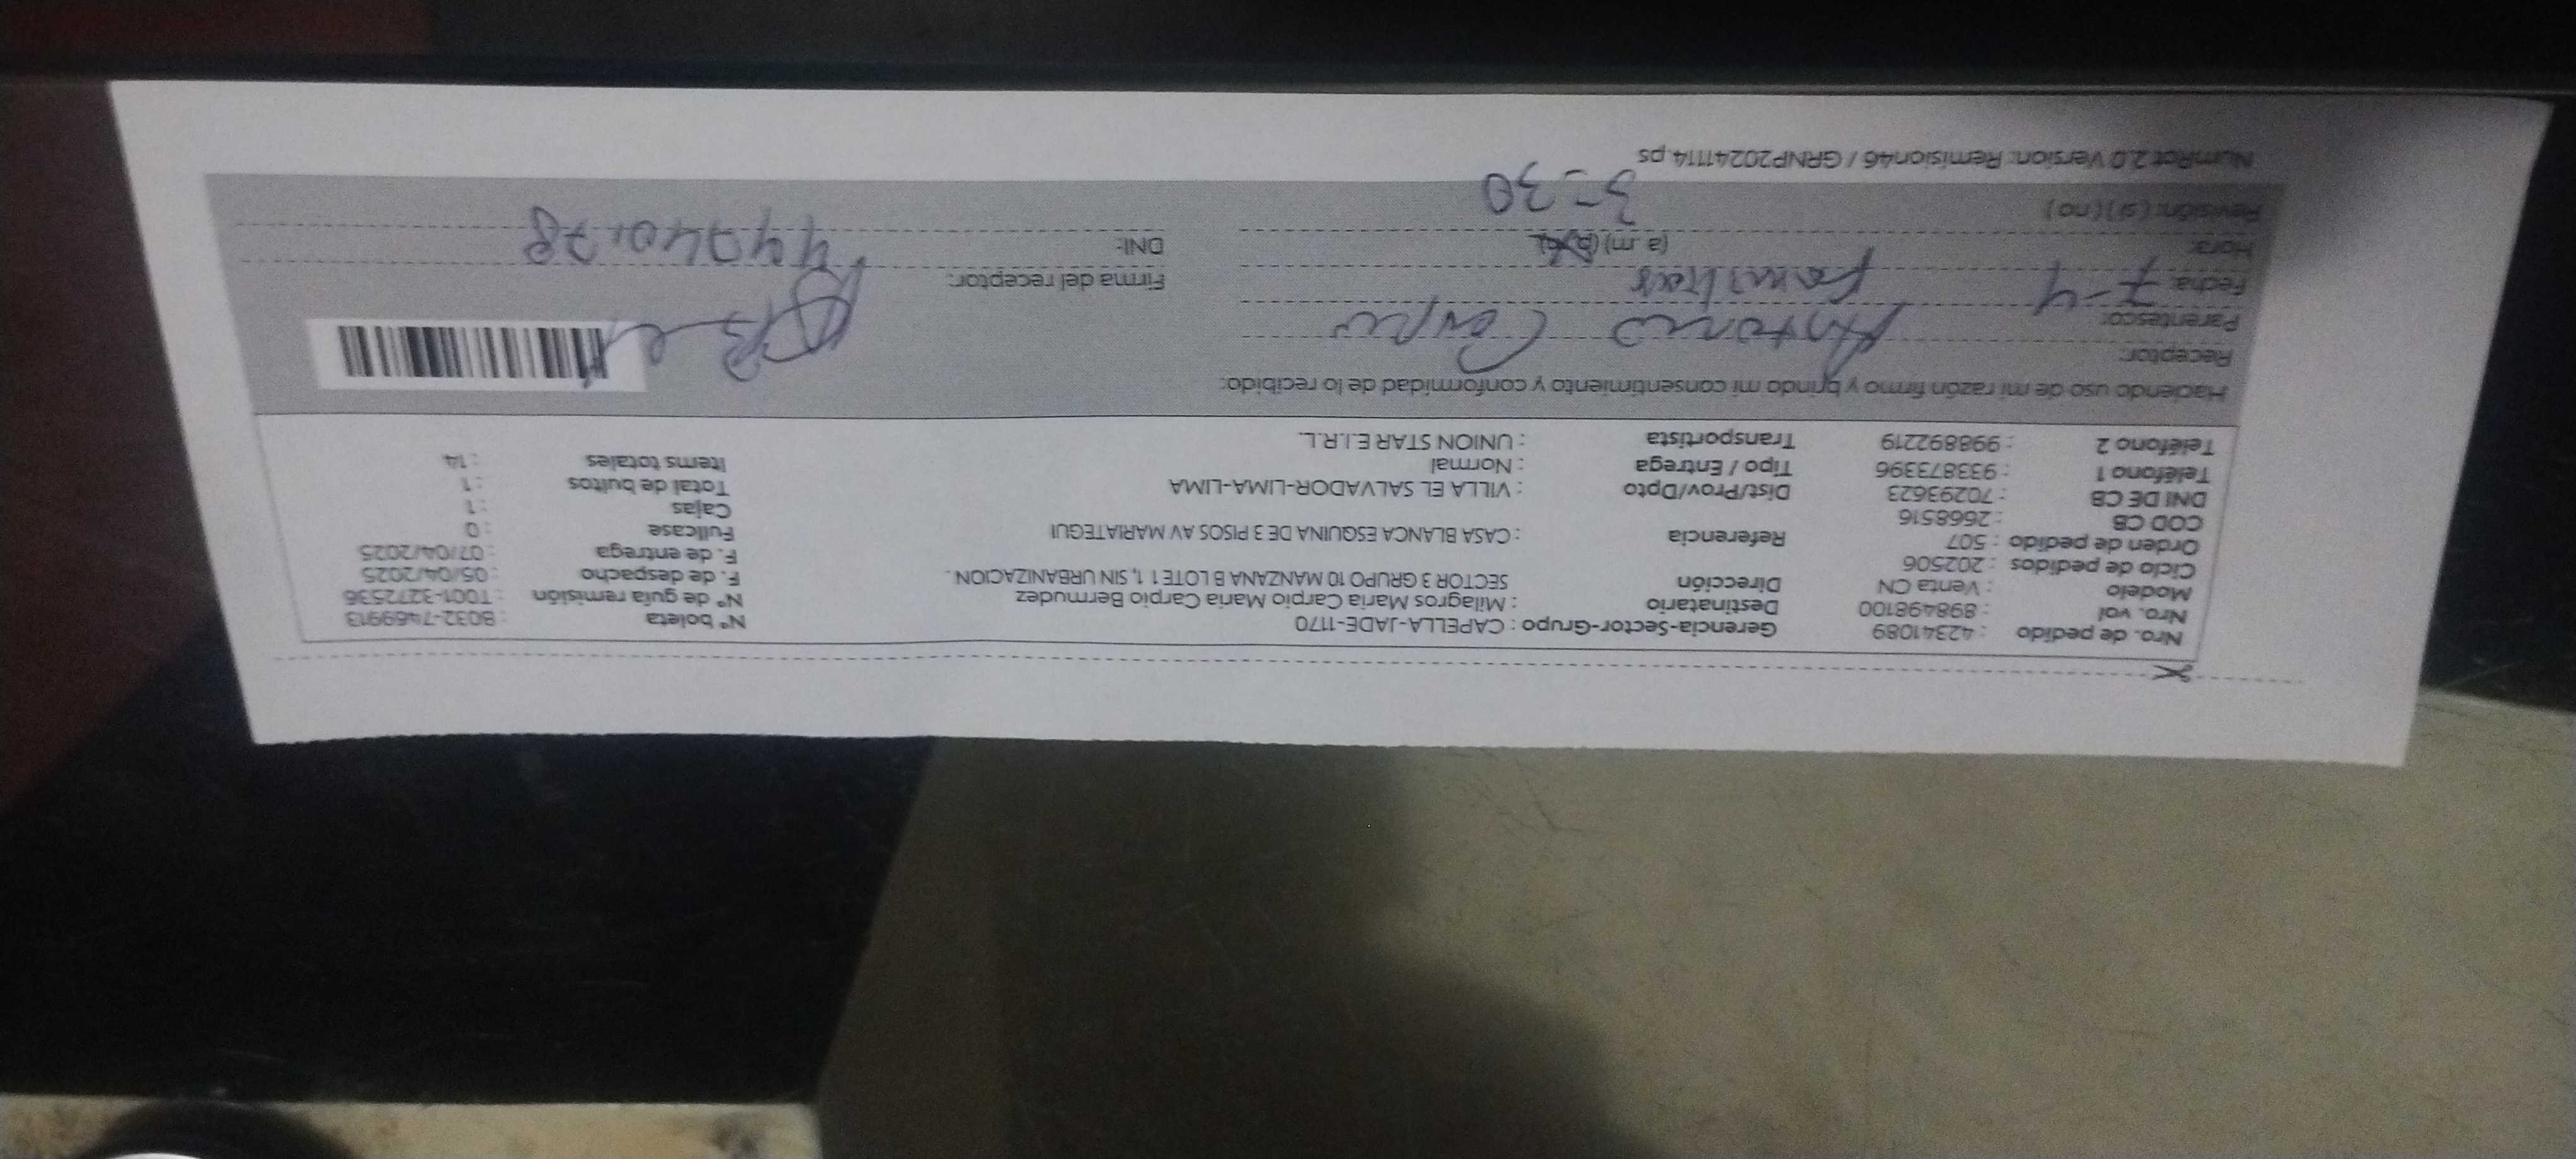 Nro. de pedido : 42341089 Gerencia-Sector-Grupo : CAPELLA-JADE-1170 N° boleta : B032-7469913
Nro. vol : 898498100 Destinatario : Milagros Maria Carpio Maria Carpio Bermudez N° de guía remisión : T001-3272536
Modelo : Venta CN Dirección SECTOR 3 GRUPO 10 MANZANA B LOTE 1 1, SIN URBANIZACION. F. de despacho : 05/04/2025
Ciclo de pedidos : 202506 F. de entrega : 07/04/2025
Orden de pedido : 507 Referencia : CASA BLANCA ESQUINA DE 3 PISOS AV MARIATEGUI Fullcase : 0
COD CB : 2668516 Cajas : 1
DNI DE CB : 70293623 Dist/Prov/Dpto : VILLA EL SALVADOR-LIMA-LIMA Total de bultos : 1
Teléfono 1 : 933873396 Tipo / Entrega : Normal Items totales : 14
Teléfono 2 : 998892219 Transportista : UNION STAR E.I.R.L.
Haciendo uso de mi razón firmo y brindo mi consentimiento y conformidad de lo recibido:
Receptor: Antonio Carpio
Parentesco: Familiar
Fecha: 7-4 Firma del receptor:
Hora: (a. m) DNI: 44740178
Revisión: (si) (no) 3-30
NumRot 2.0 Version: Remision46 / GRNP20241114.ps